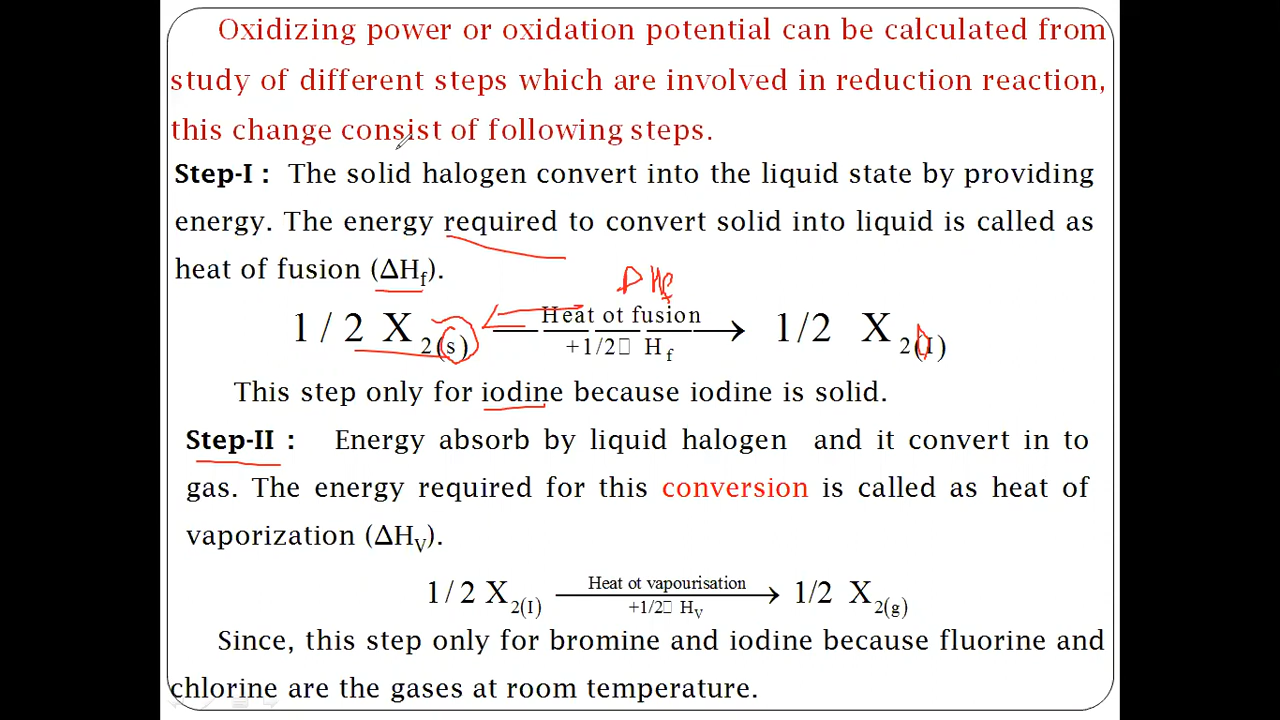 Oxidizing power or oxidation potential can be calculated from
study of different steps which are involved in reduction reaction,
this change consist of following steps.
Step-I : The solid halogen convert into the liquid state by providing
energy. The energy required to convert solid into liquid is called as
heat of fusion (ΔHf).
ΔHf
1 / 2 X2(s) Heat ot fusion +1/2□ Hf → 1/2 X2(l)
This step only for iodine because iodine is solid.
Step-II : Energy absorb by liquid halogen and it convert in to
gas. The energy required for this conversion is called as heat of
vaporization (ΔHV).
1 / 2 X2(l) Heat ot vapourisation +1/2□ HV → 1/2 X2(g)
Since, this step only for bromine and iodine because fluorine and
chlorine are the gases at room temperature.